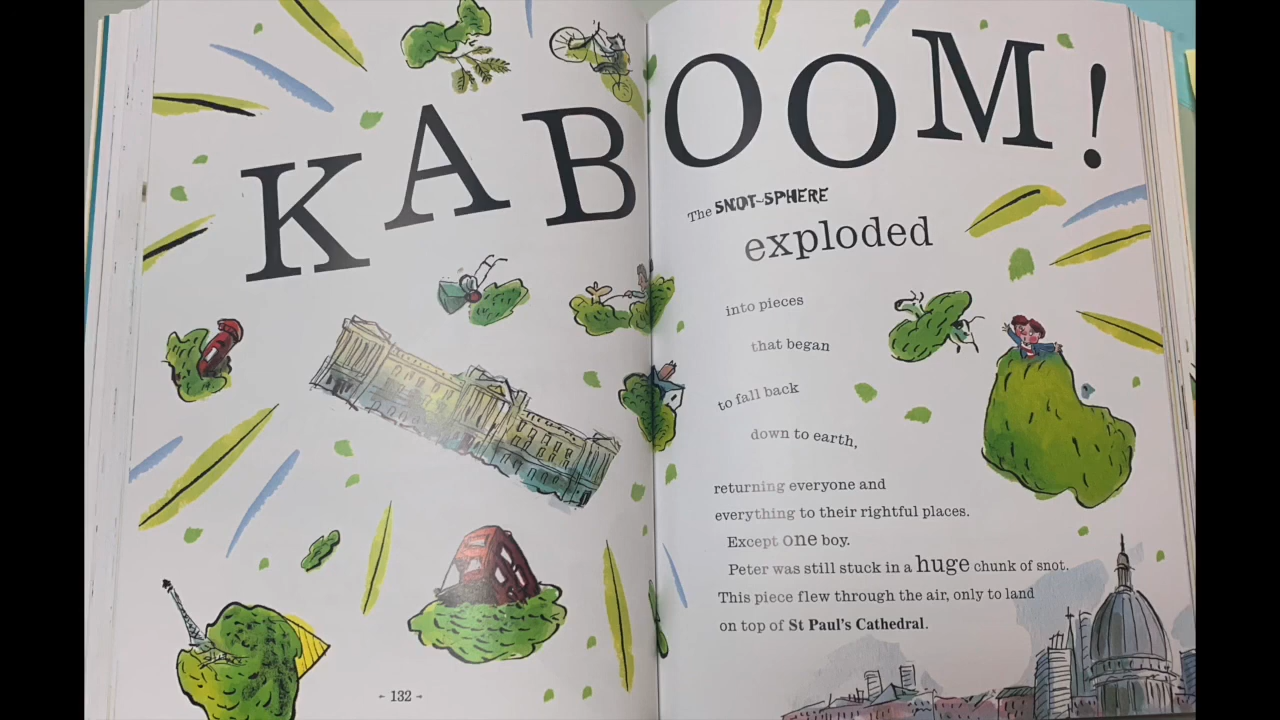 KABOOM!
The SNOT-SPHERE
exploded
into pieces
that began
to fall back
down to earth,
returning everyone and
everything to their rightful places.
Except one boy.
Peter was still stuck in a huge chunk of snot.
This piece flew through the air, only to land
on top of St Paul's Cathedral.
132